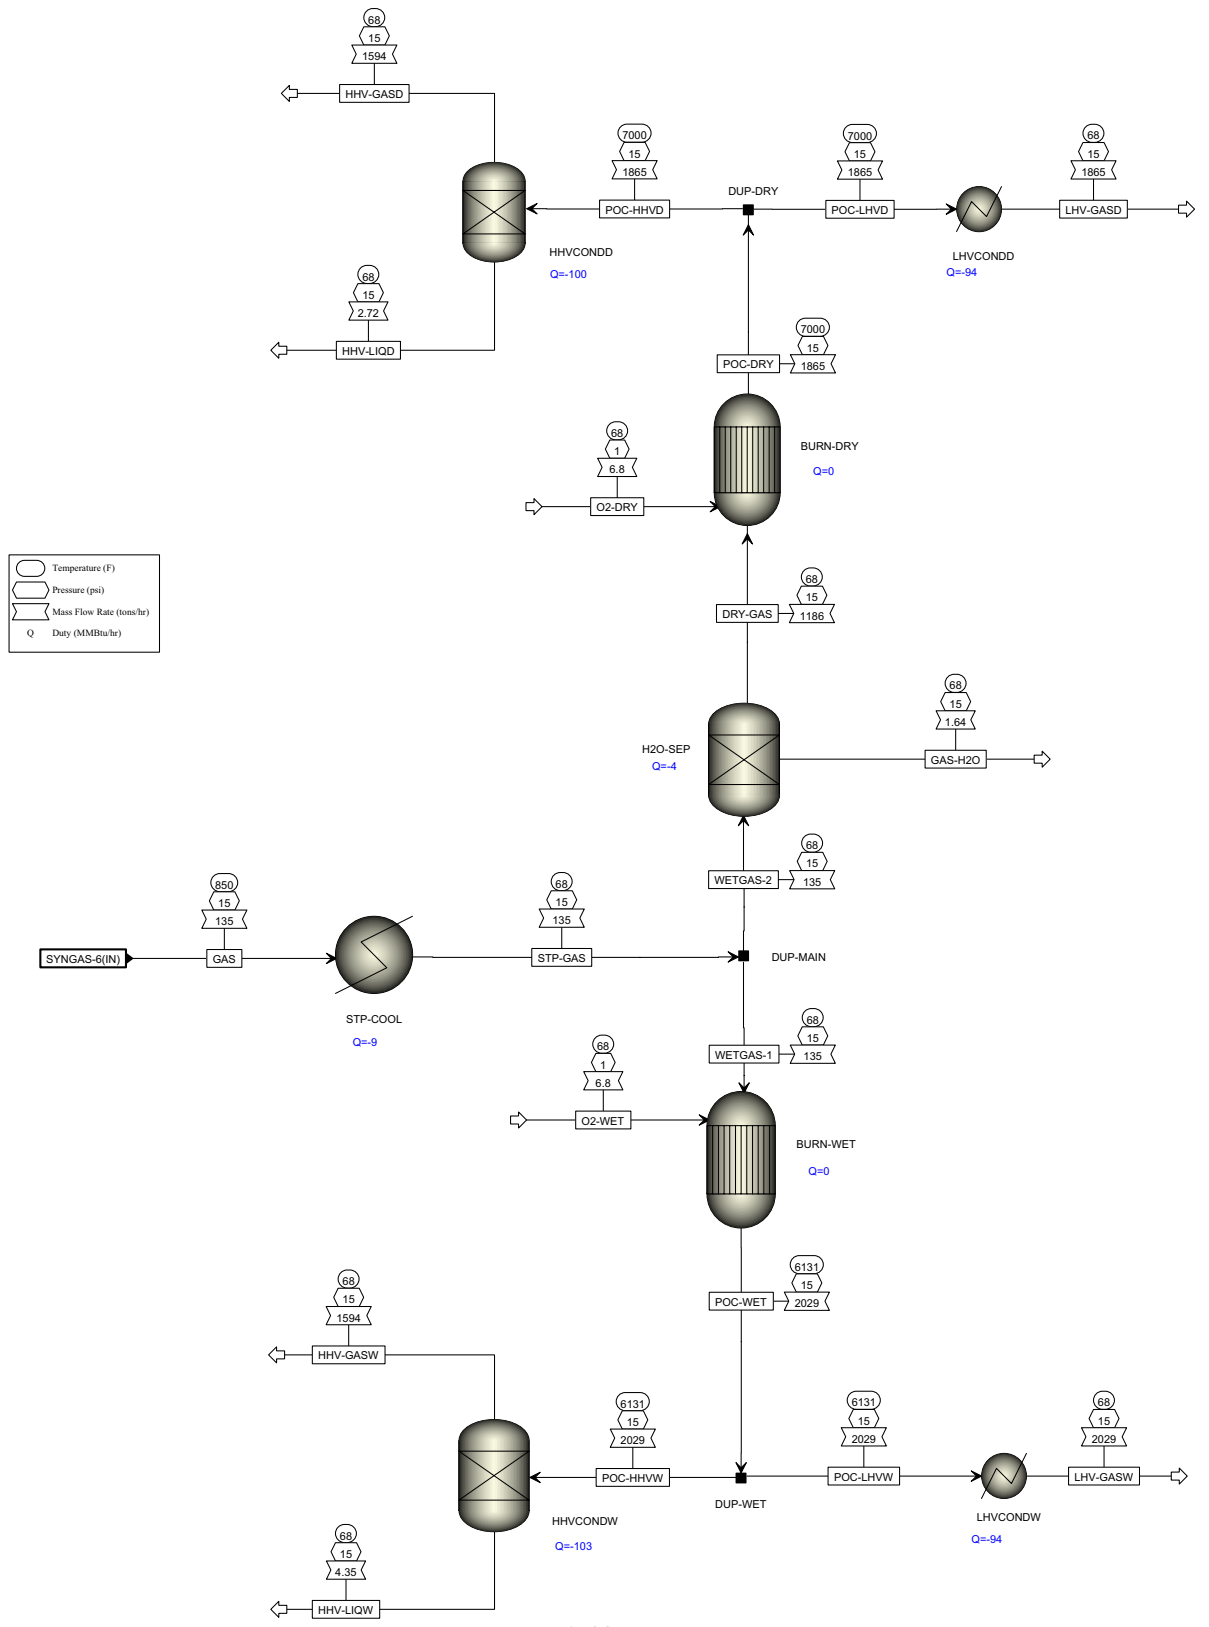 68
15
1594
HHV-GASD
7000
15
1865
POC-HHVD
DUP-DRY
7000
15
1865
POC-LHVD
68
15
1865
LHV-GASD
HHVCONDD
Q=-100
LHVCONDD
Q=-94
68
15
2.72
HHV-LIQD
7000
15
1865
POC-DRY
BURN-DRY
Q=0
68
1
6.8
O2-DRY
Temperature (F)
Pressure (psi)
Mass Flow Rate (tons/hr)
Q Duty (MMBtu/hr)
68
15
1186
DRY-GAS
H2O-SEP
Q=-4
68
15
1.64
GAS-H2O
68
15
135
WETGAS-2
850
15
135
SYNGAS-6(IN)
GAS
68
15
135
STP-GAS
DUP-MAIN
STP-COOL
Q=-9
68
15
135
WETGAS-1
68
1
6.8
O2-WET
BURN-WET
Q=0
6131
15
2029
POC-WET
68
15
1594
HHV-GASW
6131
15
2029
POC-HHVW
DUP-WET
6131
15
2029
POC-LHVW
68
15
2029
LHV-GASW
HHVCONDW
Q=-103
LHVCONDW
Q=-94
68
15
4.35
HHV-LIQW